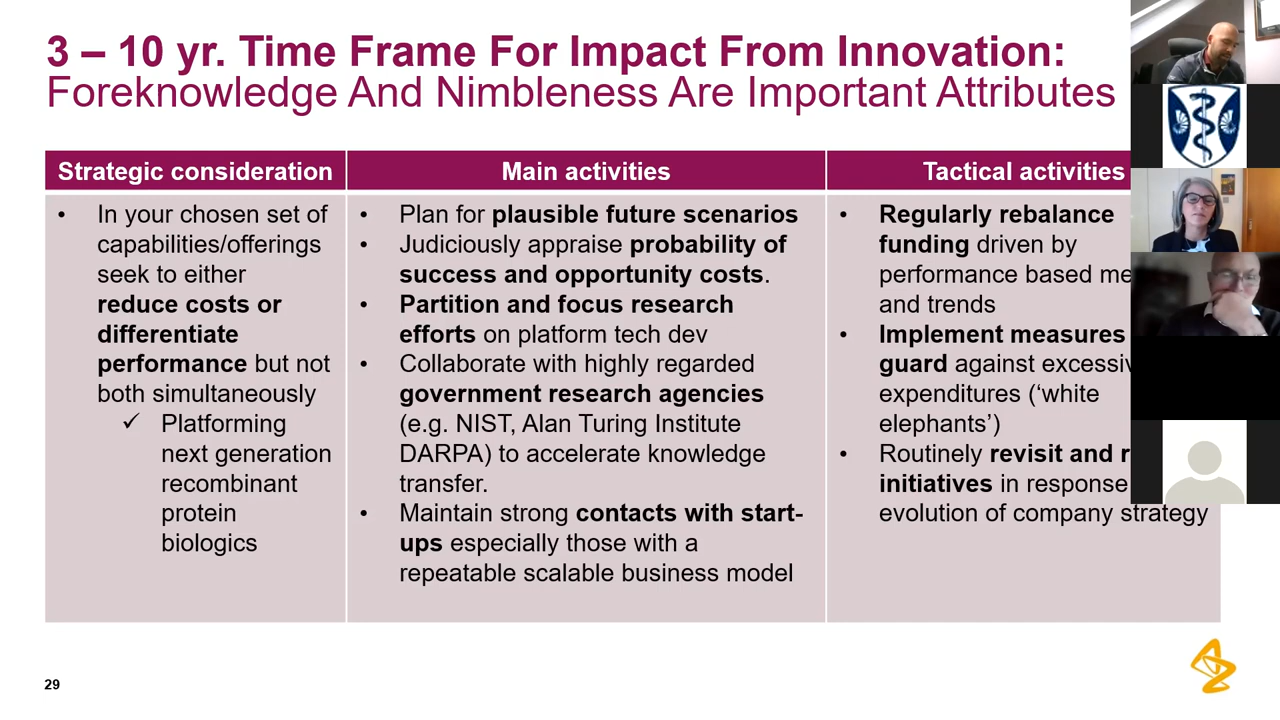 3 – 10 yr. Time Frame For Impact From Innovation:
Foreknowledge And Nimbleness Are Important Attributes
Strategic consideration
• In your chosen set of
capabilities/offerings
seek to either
reduce costs or
differentiate
performance but not
both simultaneously
✓ Platforming
next generation
recombinant
protein
biologics
Main activities
• Plan for plausible future scenarios
• Judiciously appraise probability of
success and opportunity costs.
• Partition and focus research
efforts on platform tech dev
• Collaborate with highly regarded
government research agencies
(e.g. NIST, Alan Turing Institute
DARPA) to accelerate knowledge
transfer.
• Maintain strong contacts with start-
ups especially those with a
repeatable scalable business model
Tactical activities
• Regularly rebalance
funding driven by
performance based
and trends
• Implement measures
guard against
expenditures (‘white
elephants’)
• Routinely revisit and
initiatives in response
evolution of company strategy
29